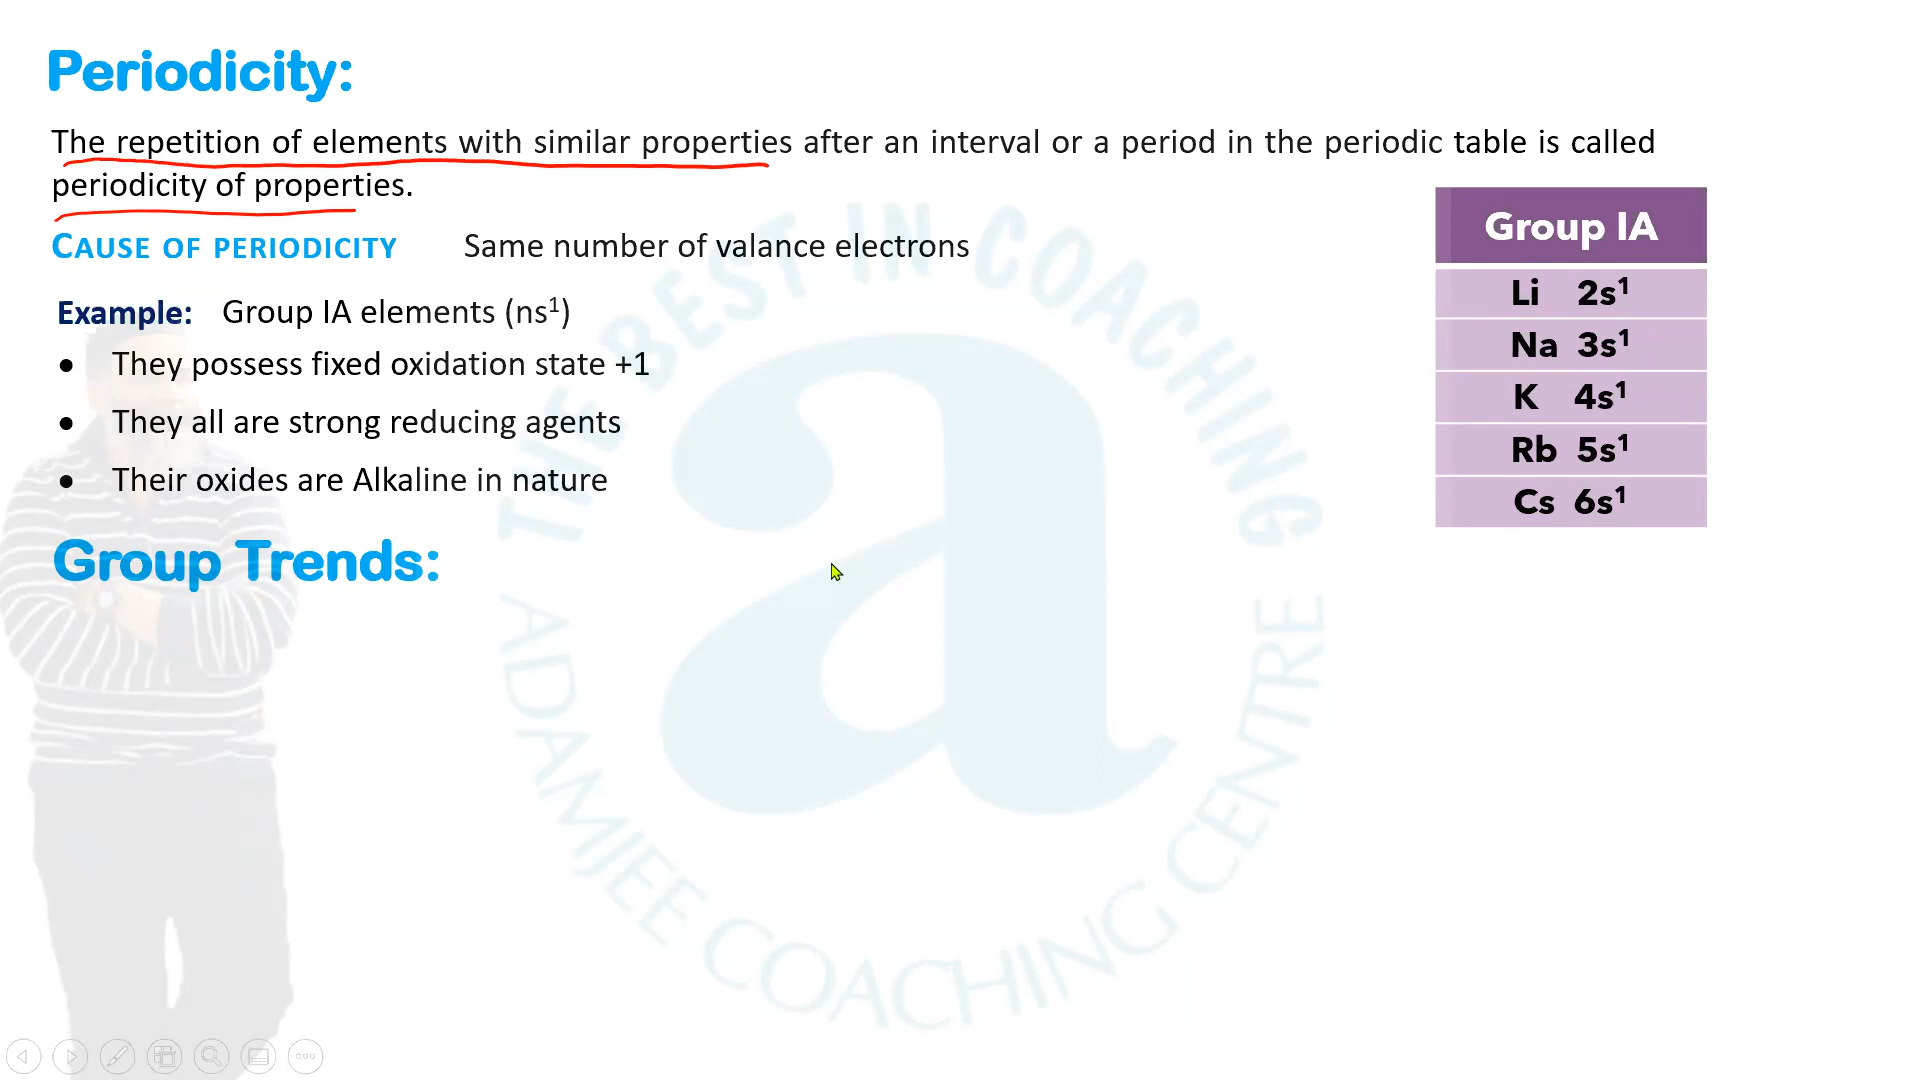 Periodicity:
The repetition of elements with similar properties after an interval or a period in the periodic table is called
periodicity of properties.
CAUSE OF PERIODICITY Same number of valance electrons
Example: Group IA elements (ns¹)
• They possess fixed oxidation state +1
• They all are strong reducing agents
• Their oxides are Alkaline in nature
Group Trends:
Group IA
Li 2s¹
Na 3s¹
K 4s¹
Rb 5s¹
Cs 6s¹
THE BEST IN COACHING
a
ADAMJEE COACHING CENTRE